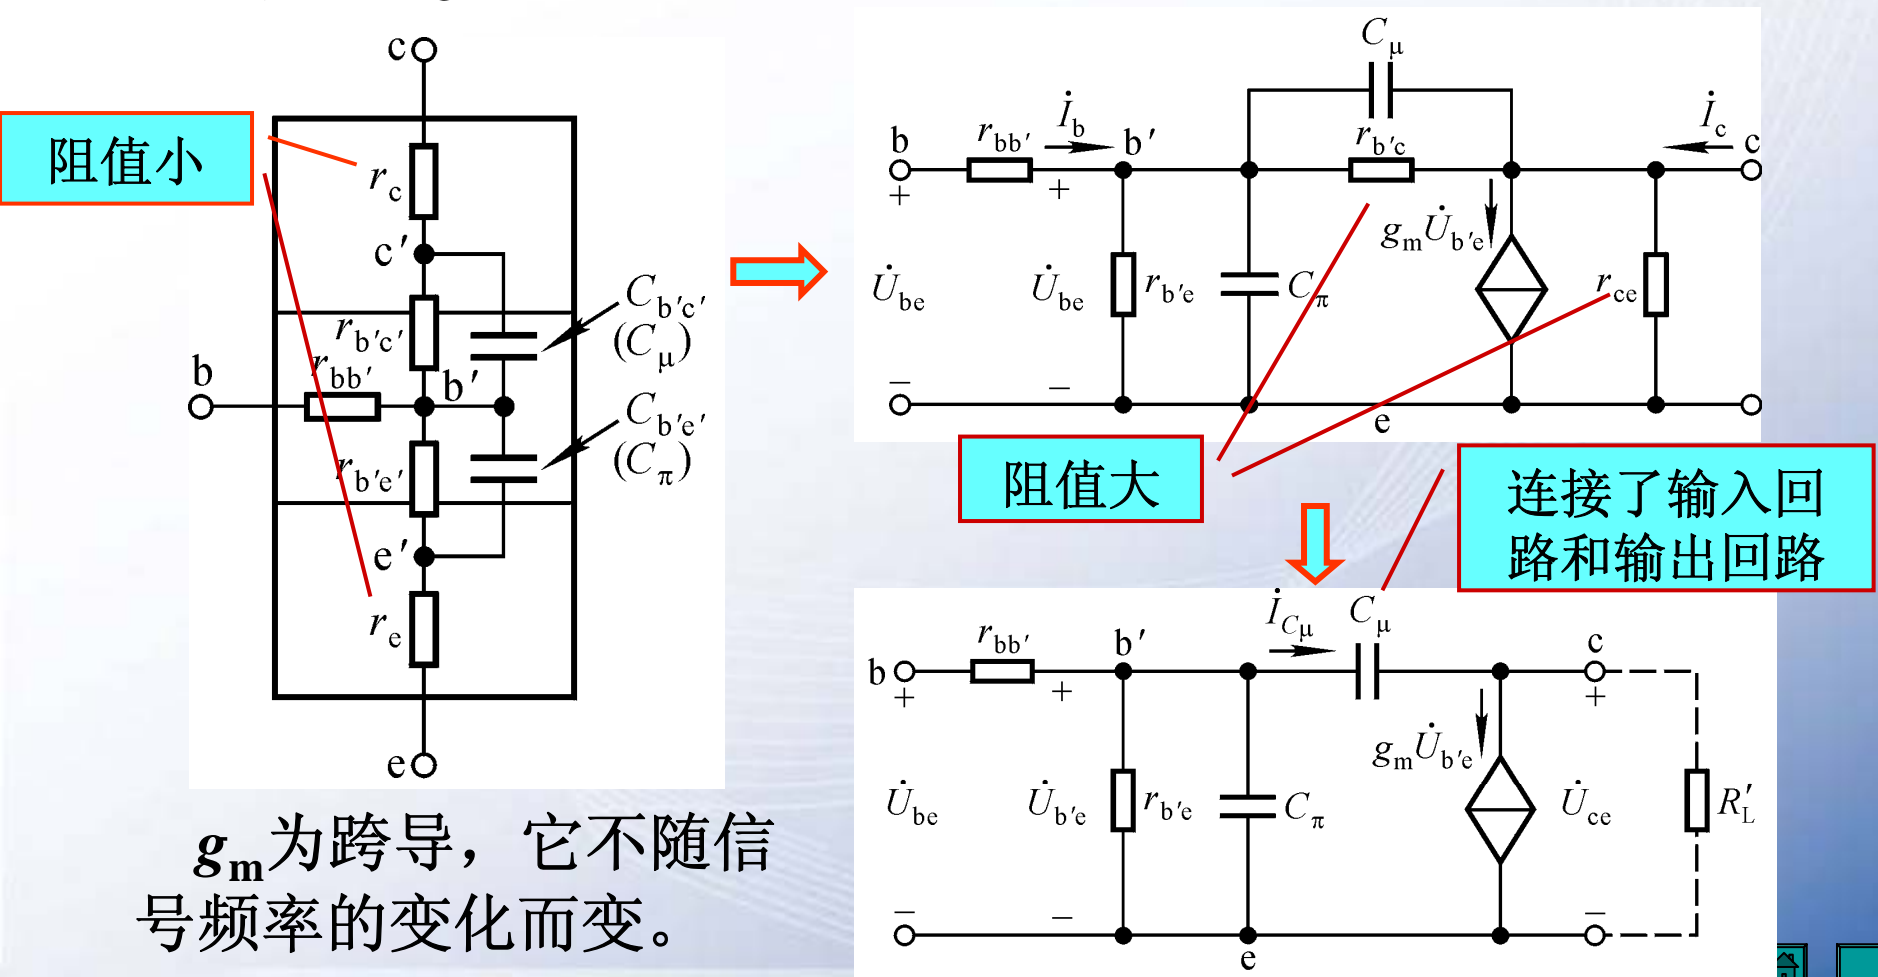 c
阻值小
r_c
c′
C_b′c′
(C_μ)
r_b′c′
r_bb′
b
b′
C_b′e′
(C_π)
r_b′e′
e′
r_e
e
g_m为跨导，它不随信
号频率的变化而变。
C_μ
b
r_bb′
İ_b
b′
r_b′c
İ_c
c
+
+
g_m U̇_b′e
U̇_be
U̇_be
r_b′e
C_π
r_ce
−
−
e
阻值大
连接了输入回
路和输出回路
b
r_bb′
b′
İ_Cμ
C_μ
c
+
+
+
g_m U̇_b′e
U̇_be
U̇_b′e
r_b′e
C_π
U̇_ce
R′_L
−
−
−
e